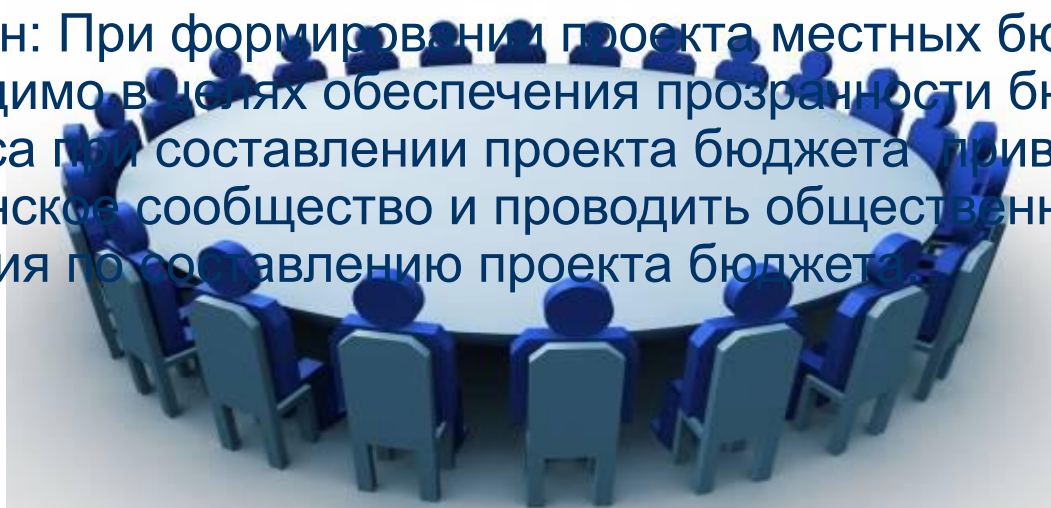 н: При формировании проекта местных бю
димо в целях обеспечения прозрачности бю
са при составлении проекта бюджета прив
нское сообщество и проводить общественн
ия по составлению проекта бюджета.